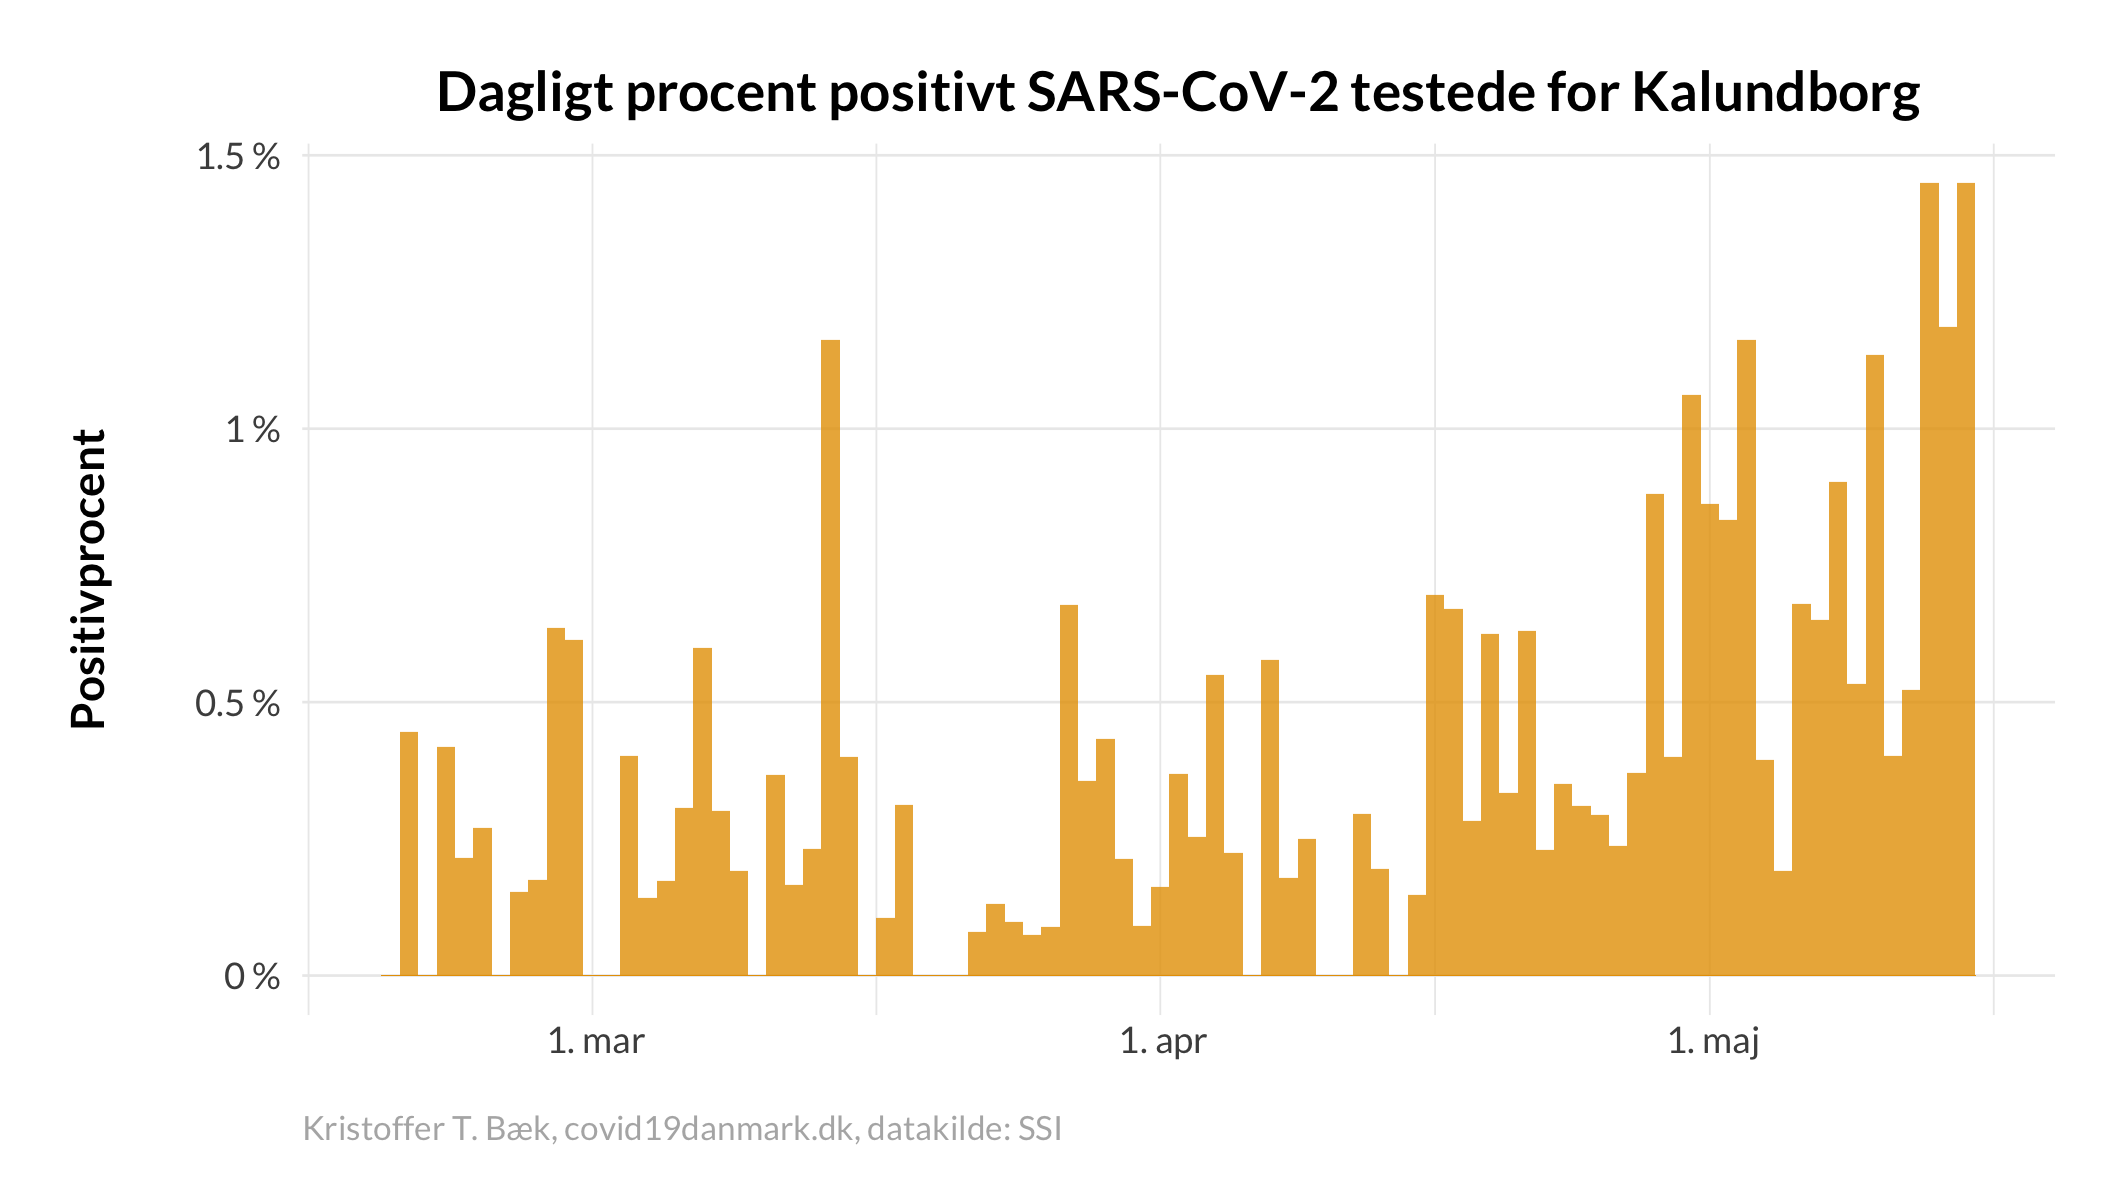 Dagligt procent positivt SARS-CoV-2 testede for Kalundborg
Positivprocent
1.5 %
1 %
0.5 %
0 %
1. mar
1. apr
1. maj
Kristoffer T. Bæk, covid19danmark.dk, datakilde: SSI